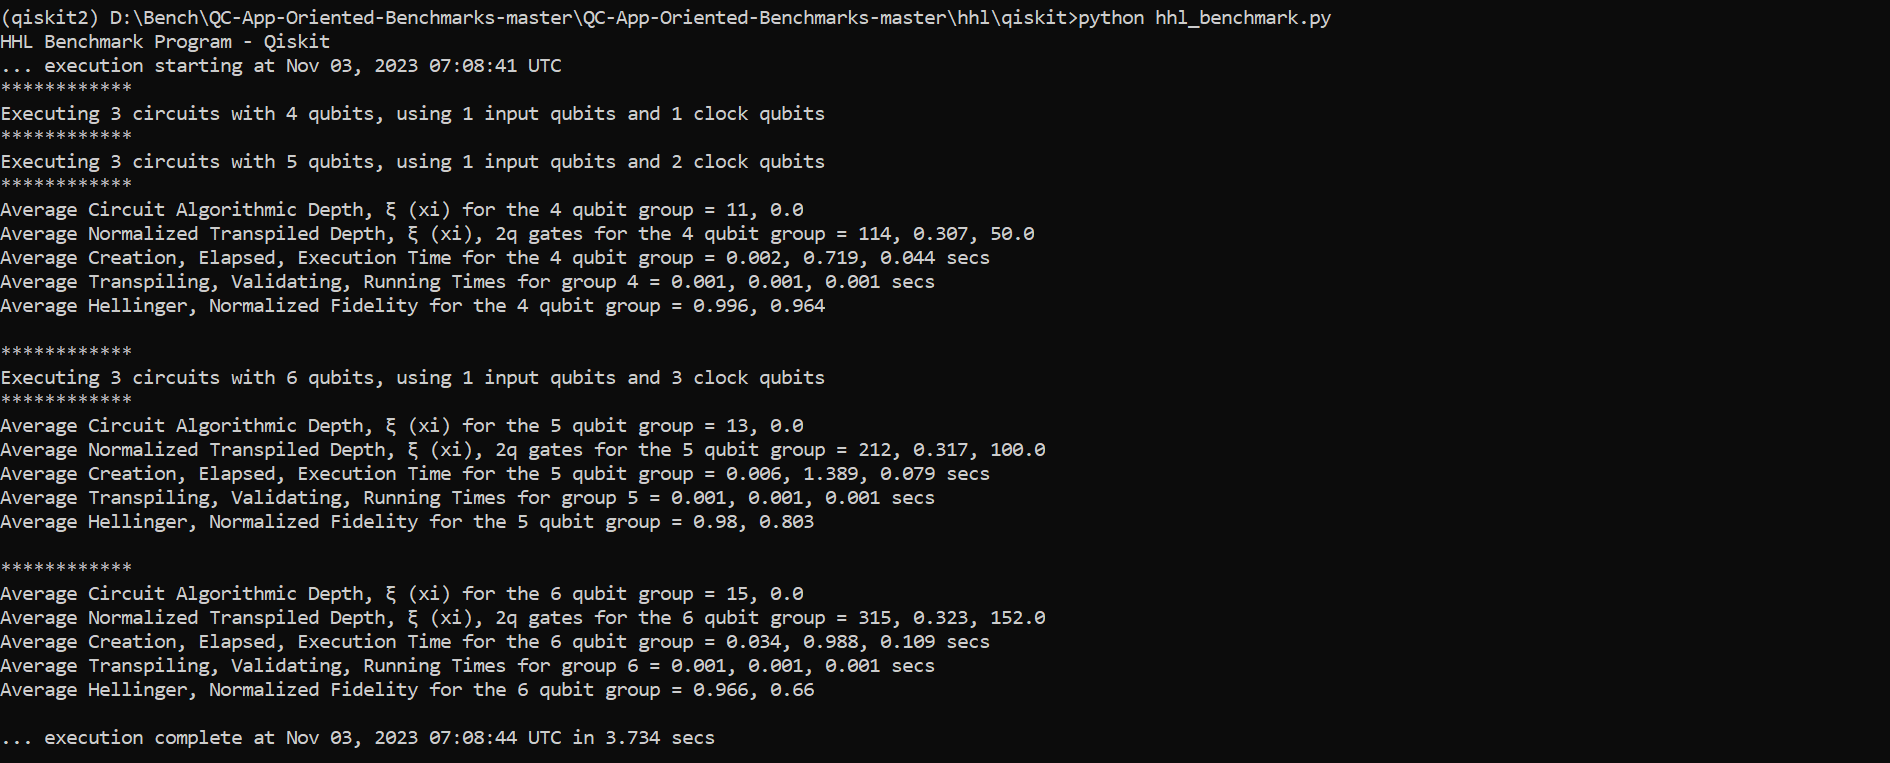 (qiskit2) D:\Bench\QC-App-Oriented-Benchmarks-master\QC-App-Oriented-Benchmarks-master\hhl\qiskit>python hhl_benchmark.py
HHL Benchmark Program - Qiskit
... execution starting at Nov 03, 2023 07:08:41 UTC
************
Executing 3 circuits with 4 qubits, using 1 input qubits and 1 clock qubits
************
Executing 3 circuits with 5 qubits, using 1 input qubits and 2 clock qubits
************
Average Circuit Algorithmic Depth, ξ (xi) for the 4 qubit group = 11, 0.0
Average Normalized Transpiled Depth, ξ (xi), 2q gates for the 4 qubit group = 114, 0.307, 50.0
Average Creation, Elapsed, Execution Time for the 4 qubit group = 0.002, 0.719, 0.044 secs
Average Transpiling, Validating, Running Times for group 4 = 0.001, 0.001, 0.001 secs
Average Hellinger, Normalized Fidelity for the 4 qubit group = 0.996, 0.964
************
Executing 3 circuits with 6 qubits, using 1 input qubits and 3 clock qubits
************
Average Circuit Algorithmic Depth, ξ (xi) for the 5 qubit group = 13, 0.0
Average Normalized Transpiled Depth, ξ (xi), 2q gates for the 5 qubit group = 212, 0.317, 100.0
Average Creation, Elapsed, Execution Time for the 5 qubit group = 0.006, 1.389, 0.079 secs
Average Transpiling, Validating, Running Times for group 5 = 0.001, 0.001, 0.001 secs
Average Hellinger, Normalized Fidelity for the 5 qubit group = 0.98, 0.803
************
Average Circuit Algorithmic Depth, ξ (xi) for the 6 qubit group = 15, 0.0
Average Normalized Transpiled Depth, ξ (xi), 2q gates for the 6 qubit group = 315, 0.323, 152.0
Average Creation, Elapsed, Execution Time for the 6 qubit group = 0.034, 0.988, 0.109 secs
Average Transpiling, Validating, Running Times for group 6 = 0.001, 0.001, 0.001 secs
Average Hellinger, Normalized Fidelity for the 6 qubit group = 0.966, 0.66
... execution complete at Nov 03, 2023 07:08:44 UTC in 3.734 secs